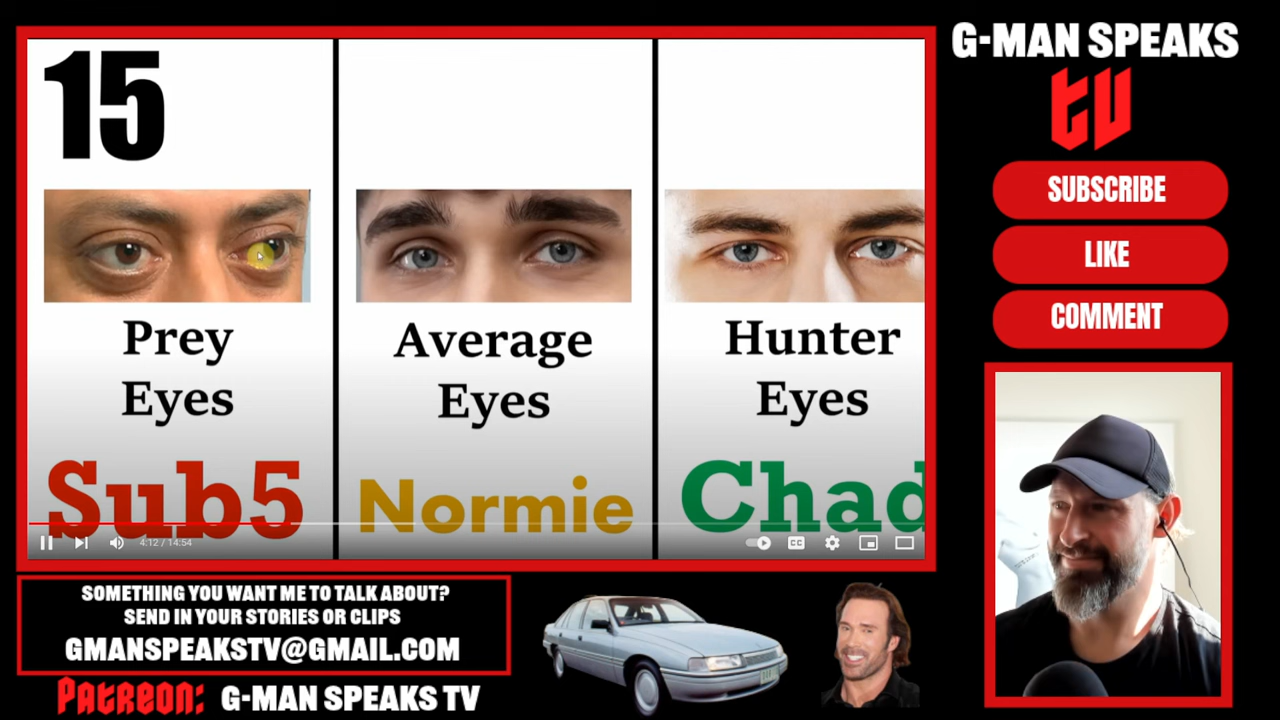 15
Prey
Eyes
Sub5
Average
Eyes
Normie
Hunter
Eyes
Chad
4:12 / 14:54
CC
G-MAN SPEAKS
tv
SUBSCRIBE
LIKE
COMMENT
SOMETHING YOU WANT ME TO TALK ABOUT?
SEND IN YOUR STORIES OR CLIPS
GMANSPEAKSTV@GMAIL.COM
PATREON: G-MAN SPEAKS TV